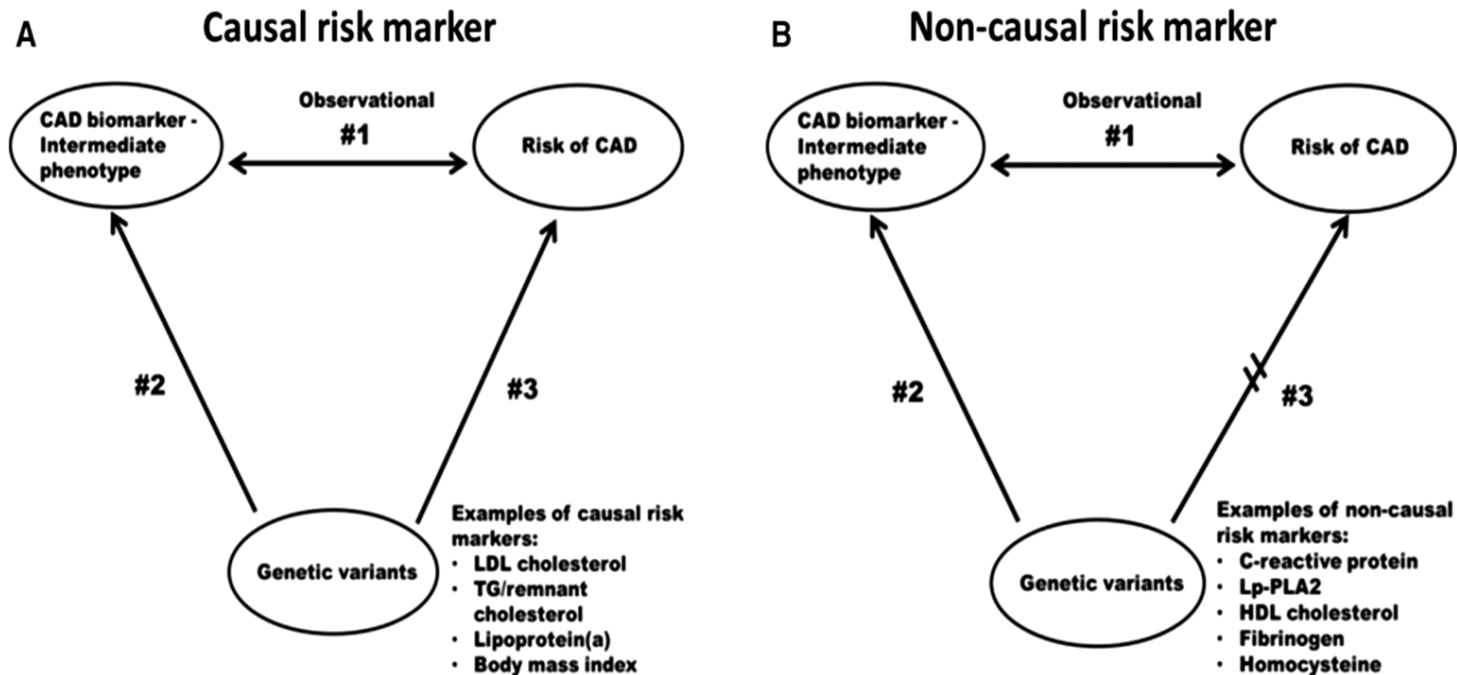 A
Causal risk marker
CAD biomarker -
Intermediate
phenotype
Observational
#1
Risk of CAD
#2
#3
Genetic variants
Examples of causal risk
markers:
• LDL cholesterol
• TG/remnant
cholesterol
• Lipoprotein(a)
• Body mass index
B
Non-causal risk marker
CAD biomarker -
Intermediate
phenotype
Observational
#1
Risk of CAD
#2
#3
Genetic variants
Examples of non-causal
risk markers:
• C-reactive protein
• Lp-PLA2
• HDL cholesterol
• Fibrinogen
• Homocysteine